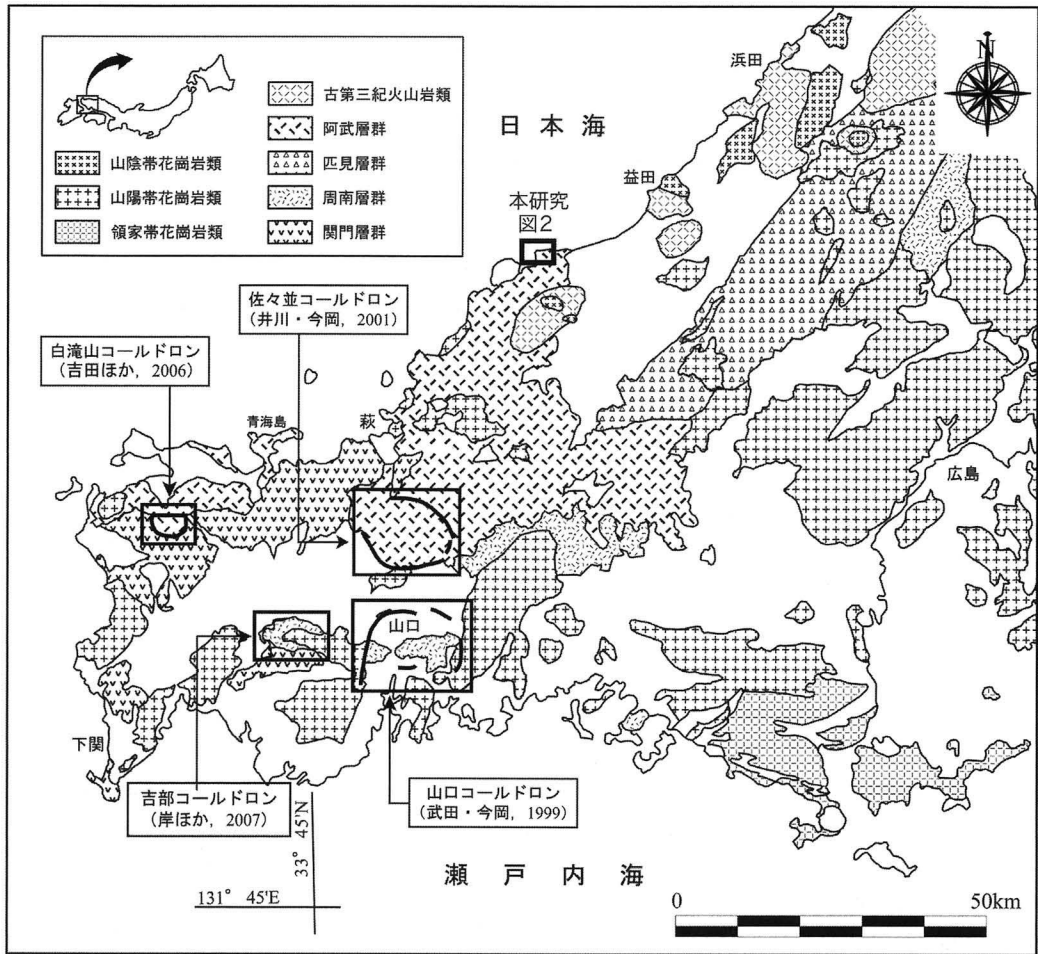 古第三紀火山岩類
阿武層群
山陰帯花崗岩類
匹見層群
山陽帯花崗岩類
周南層群
領家帯花崗岩類
関門層群
日本海
浜田
益田
本研究
図2
佐々並コールドロン
(井川・今岡, 2001)
白滝山コールドロン
(吉田ほか, 2006)
青海島
萩
広島
山口
下関
吉部コールドロン
(岸ほか, 2007)
山口コールドロン
(武田・今岡, 1999)
33° 45'N
131° 45'E
瀬戸内海
0 50km